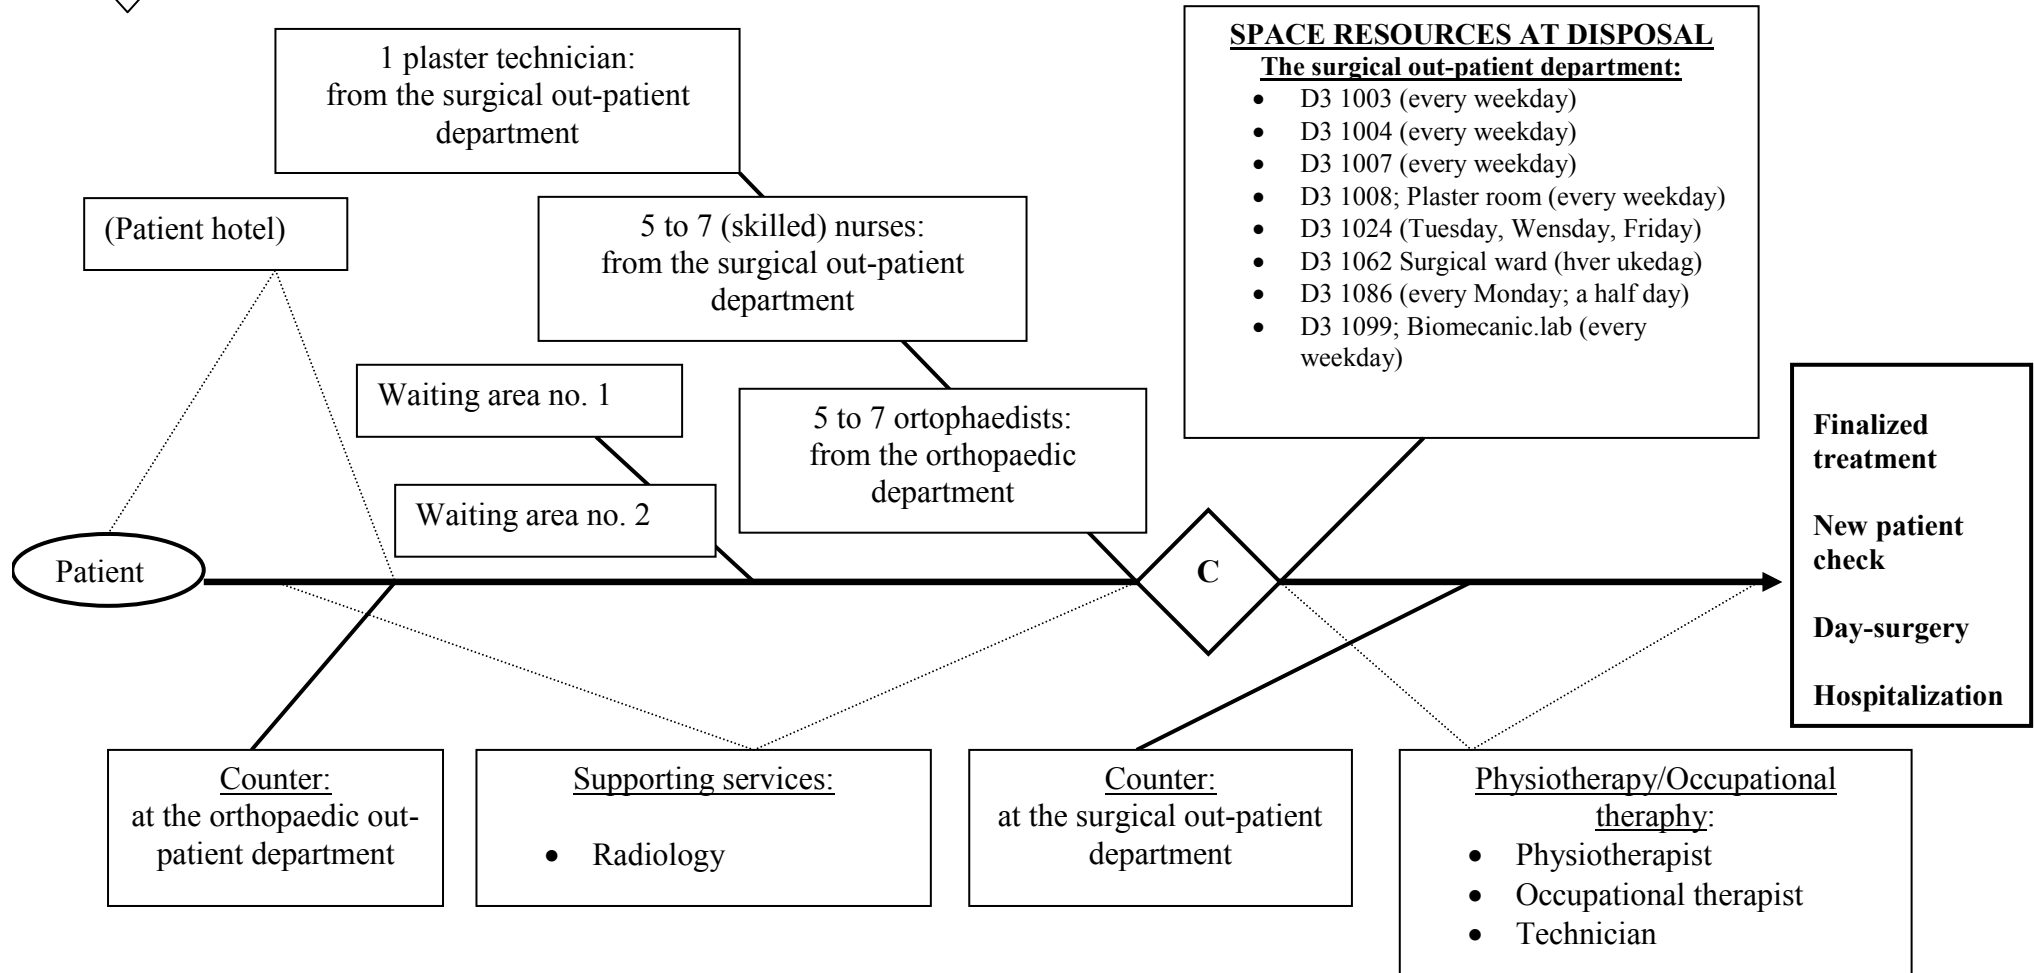 1 plaster technician:
from the surgical out-patient
department
SPACE RESOURCES AT DISPOSAL
The surgical out-patient department:
• D3 1003 (every weekday)
• D3 1004 (every weekday)
• D3 1007 (every weekday)
• D3 1008; Plaster room (every weekday)
• D3 1024 (Tuesday, Wensday, Friday)
• D3 1062 Surgical ward (hver ukedag)
• D3 1086 (every Monday; a half day)
• D3 1099; Biomecanic.lab (every
weekday)
(Patient hotel)
5 to 7 (skilled) nurses:
from the surgical out-patient
department
Waiting area no. 1
5 to 7 ortophaedists:
from the orthopaedic
department
Waiting area no. 2
Patient
C
Finalized
treatment
New patient
check
Day-surgery
Hospitalization
Counter:
at the orthopaedic out-
patient department
Supporting services:
• Radiology
Counter:
at the surgical out-patient
department
Physiotherapy/Occupational
theraphy:
• Physiotherapist
• Occupational therapist
• Technician